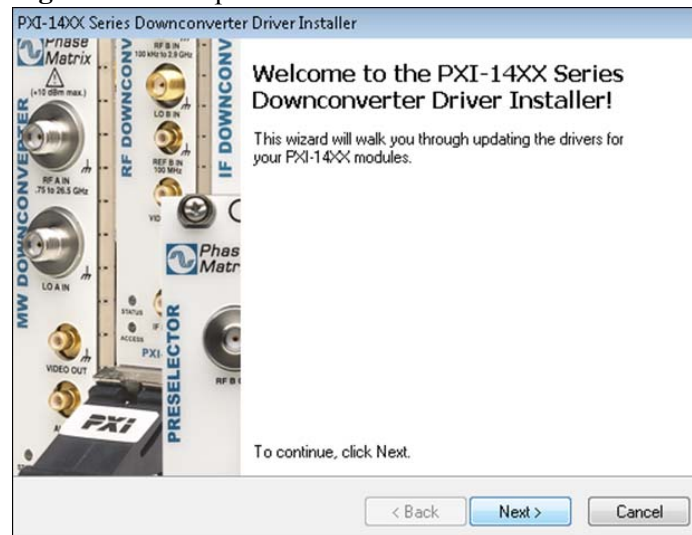 PXI-14XX Series Downconverter Driver Installer
Phase
Matrix
(+10 dBm max.)
MW DOWNCONVERTER
RF A IN
.75 to 26.5 GHz
LO A IN
VIDEO OUT
RF DOWNCONV
RF B IN
100 kHz to 2.9 GHz
LO B IN
REF B IN
100 MHz
STATUS
ACCESS
PXI
IF DOWNCONV
Phas
Matr
PRESELECTOR
RF B
PXI
Welcome to the PXI-14XX Series
Downconverter Driver Installer!
This wizard will walk you through updating the drivers for
your PXI-14XX modules.
To continue, click Next.
< Back
Next >
Cancel